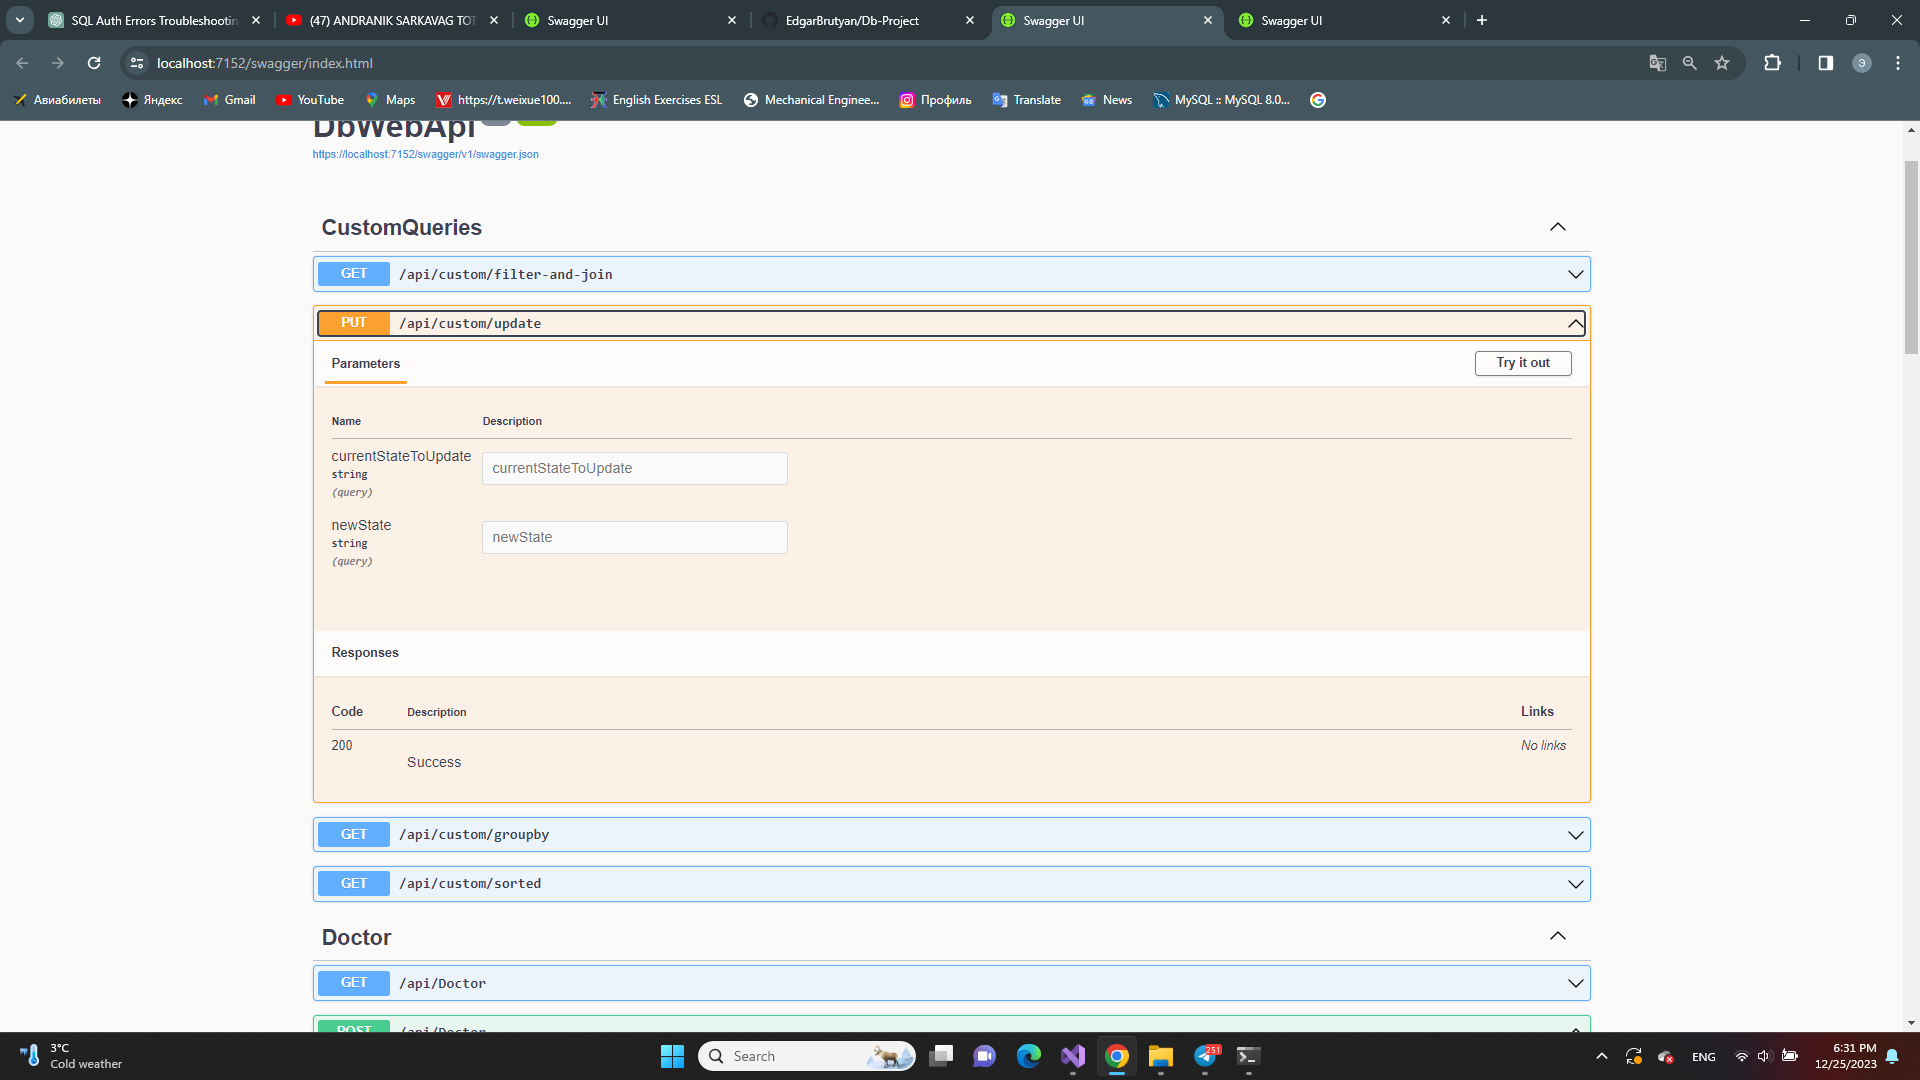 SQL Auth Errors Troubleshootin
(47) ANDRANIK SARKAVAG TOT
Swagger UI
EdgarBrutyan/Db-Project
Swagger UI
Swagger UI
localhost:7152/swagger/index.html
Э
Авиабилеты
Яндекс
Gmail
YouTube
Maps
https://t.weixue100....
English Exercises ESL
Mechanical Enginee...
Профиль
Translate
News
MySQL :: MySQL 8.0...
DbWebApi
https://localhost:7152/swagger/v1/swagger.json
CustomQueries
GET /api/custom/filter-and-join
PUT /api/custom/update
Parameters
Try it out
Name Description
currentStateToUpdate
string
(query)
currentStateToUpdate
newState
string
(query)
newState
Responses
Code Description Links
200 No links
Success
GET /api/custom/groupby
GET /api/custom/sorted
Doctor
GET /api/Doctor
POST /api/Doctor
3°C
Cold weather
Search
251
ENG
6:31 PM
12/25/2023